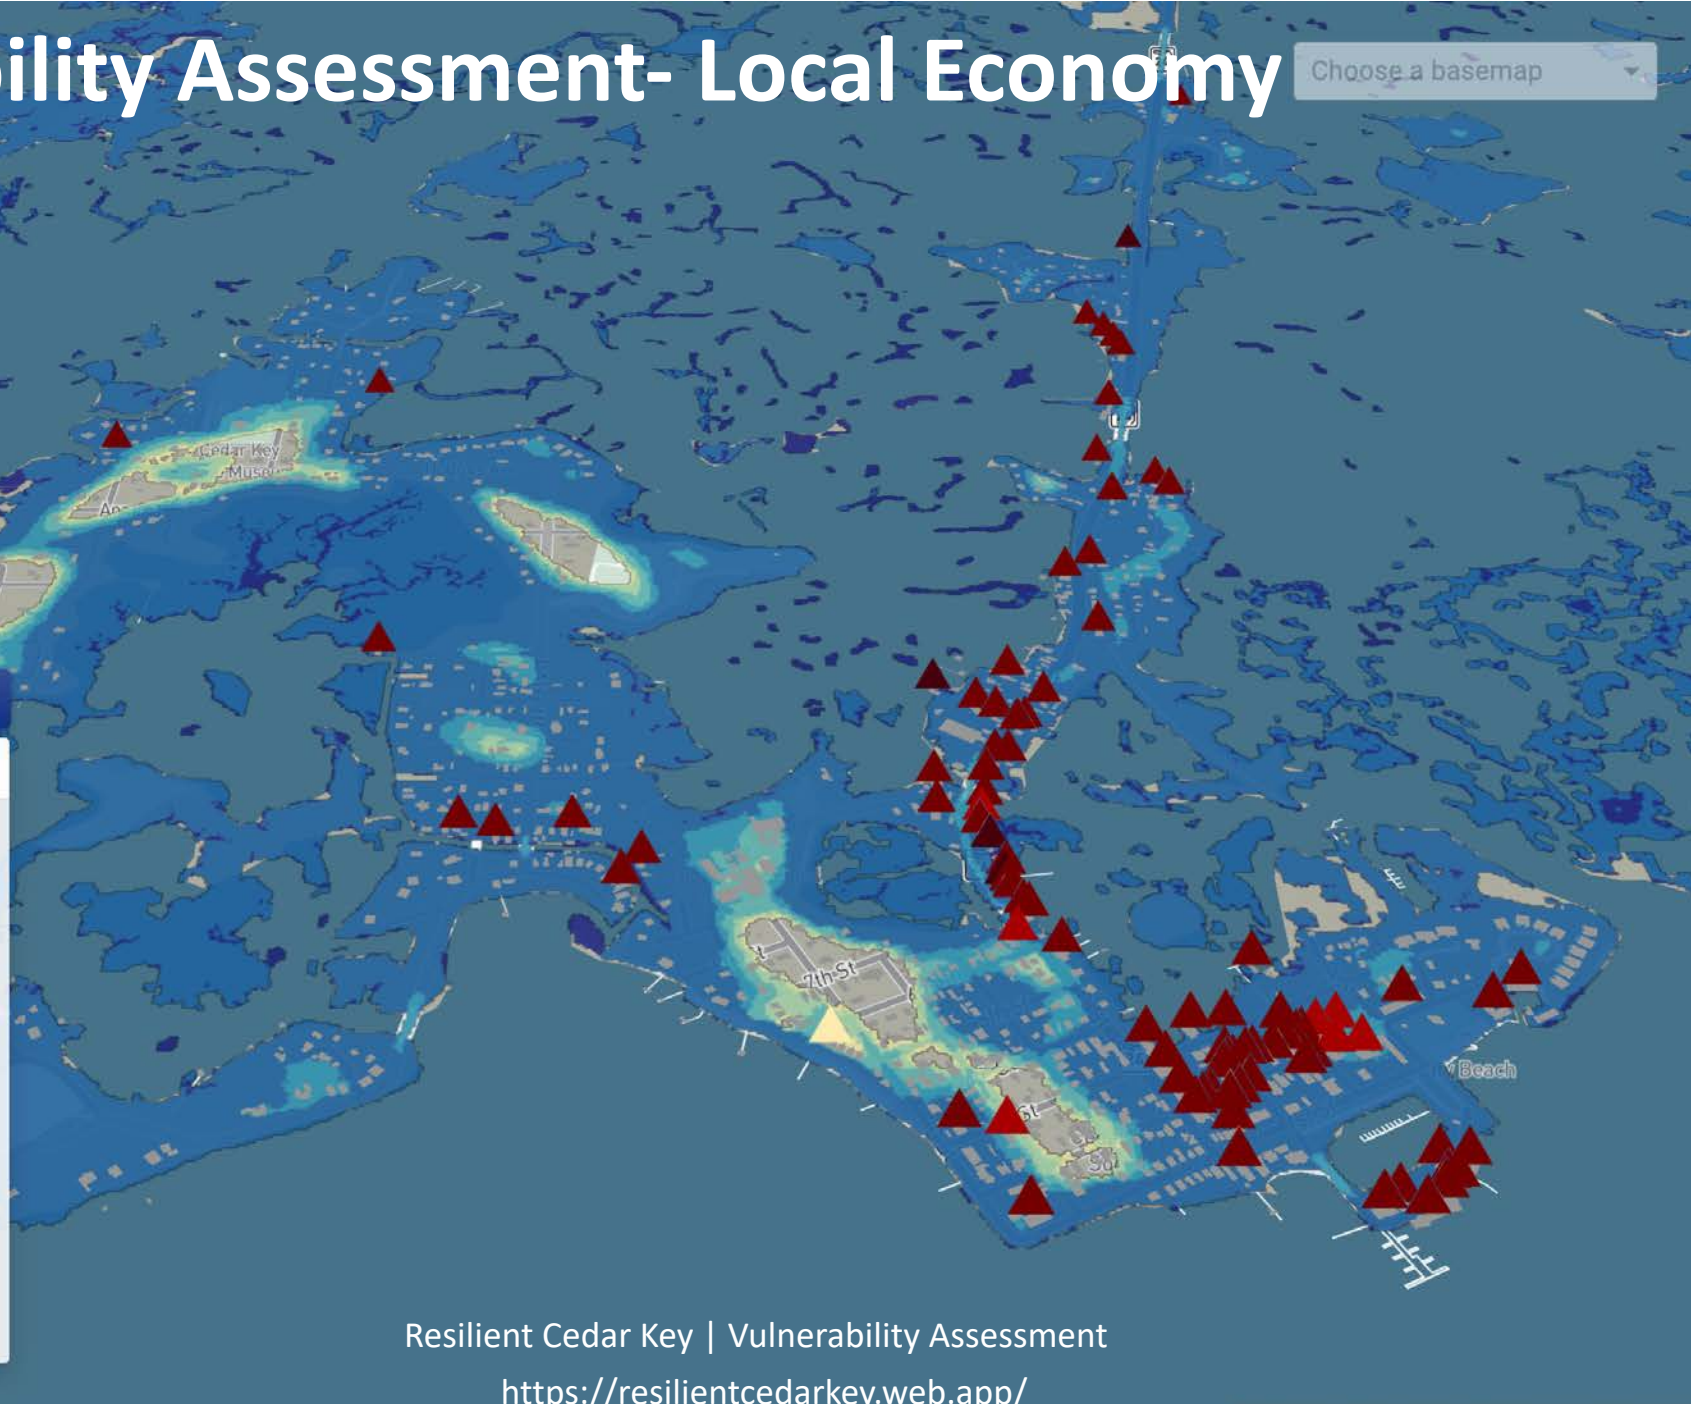 ility Assessment- Local Economy
Choose a basemap
Cedar Key
7th St
St
Beach
Resilient Cedar Key | Vulnerability Assessment
https://resilientcedarkey.web.app/